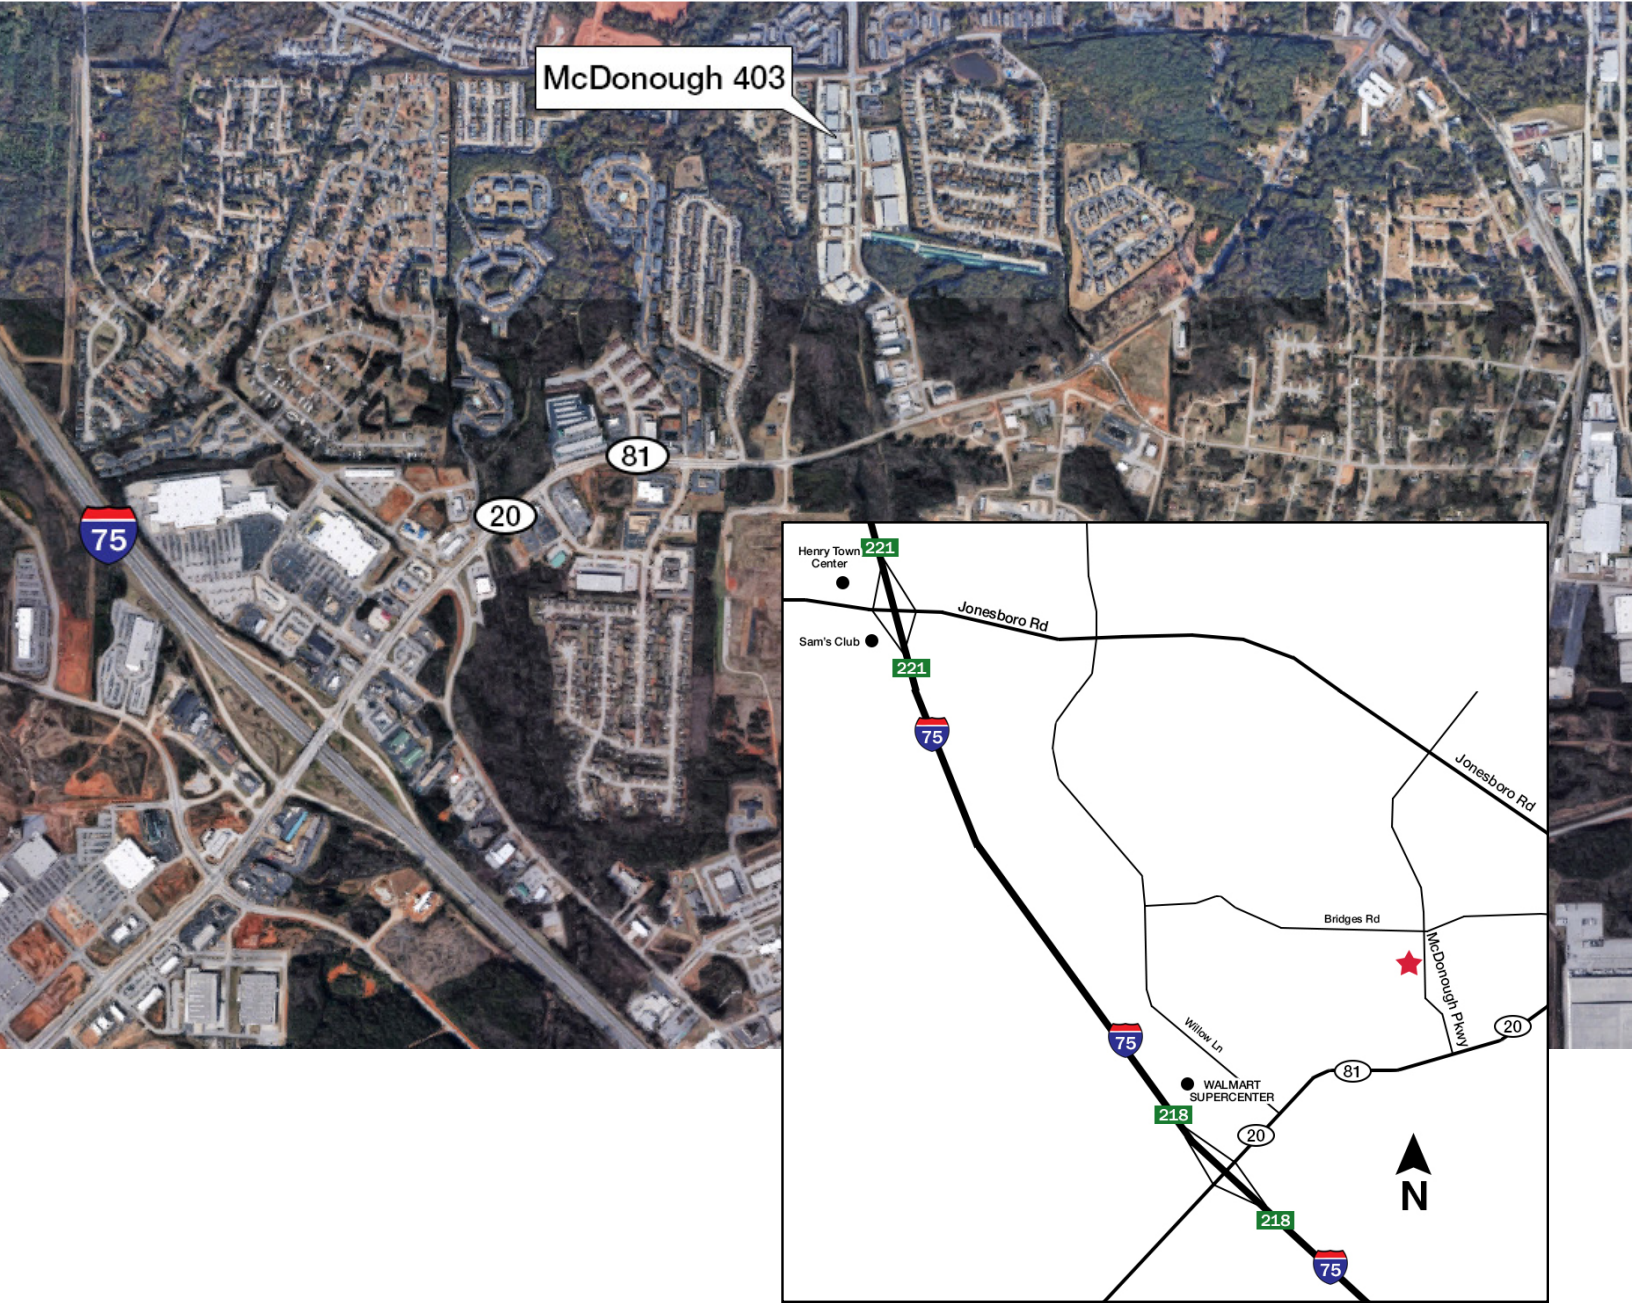 McDonough 403
81
20
75
Henry Town
Center
221
Jonesboro Rd
Sam's Club
221
75
Jonesboro Rd
Bridges Rd
McDonough Pkwy
20
75
Willow Ln
81
WALMART
SUPERCENTER
218
20
N
218
75